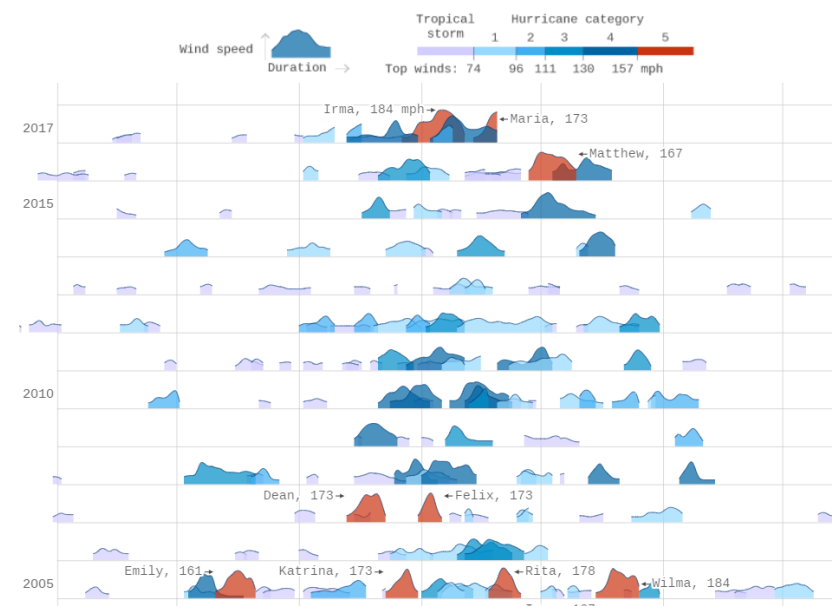 Tropical storm
Hurricane category
Wind speed
Duration
1 2 3 4 5
Top winds: 74 96 111 130 157 mph
Irma, 184 mph
Maria, 173
2017
Matthew, 167
2015
2010
Dean, 173
Felix, 173
Emily, 161
Katrina, 173
Rita, 178
Wilma, 184
2005